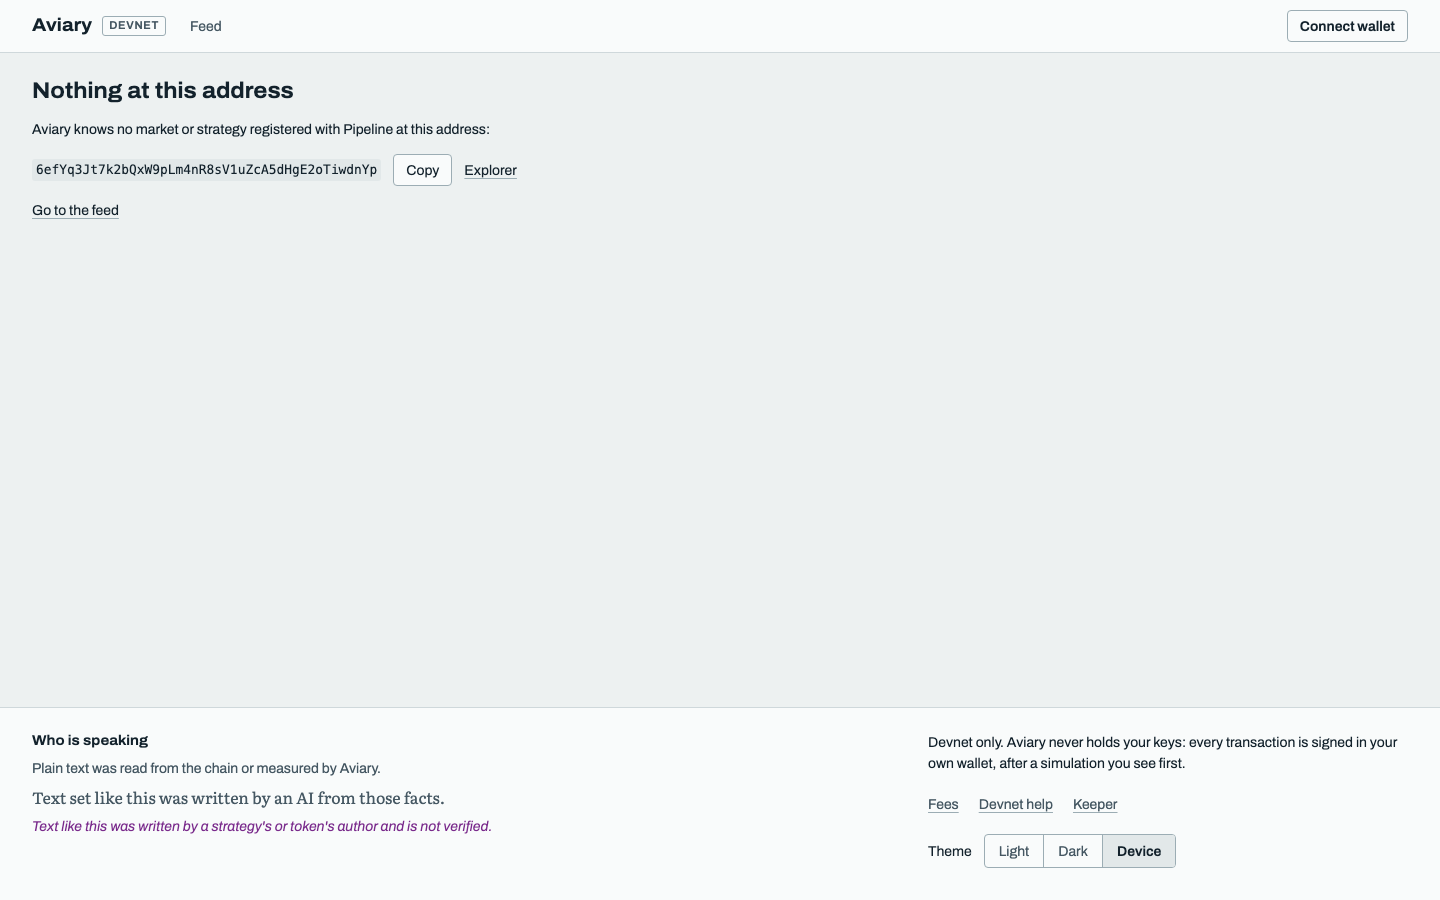 Aviary DEVNET Feed Connect wallet
Nothing at this address
Aviary knows no market or strategy registered with Pipeline at this address:
6efYq3Jt7k2bQxW9pLm4nR8sV1uZcA5dHgE2oTiwdnYp Copy Explorer
Go to the feed
Who is speaking
Plain text was read from the chain or measured by Aviary.
Text set like this was written by an AI from those facts.
Text like this was written by a strategy's or token's author and is not verified.
Devnet only. Aviary never holds your keys: every transaction is signed in your
own wallet, after a simulation you see first.
Fees Devnet help Keeper
Theme Light Dark Device